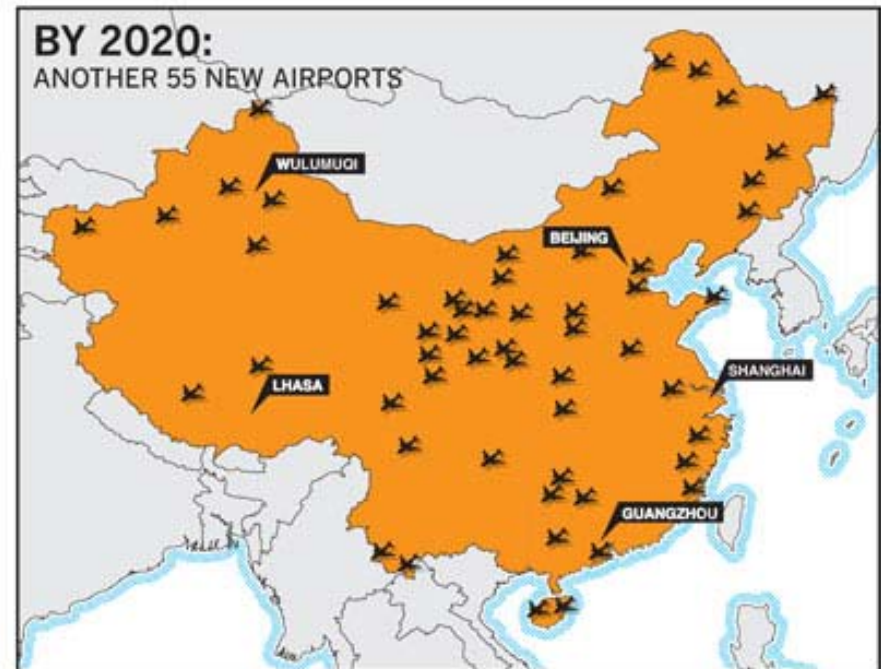 BY 2020:
ANOTHER 55 NEW AIRPORTS
WULUMUQI
BEIJING
LHASA
SHANGHAI
GUANGZHOU